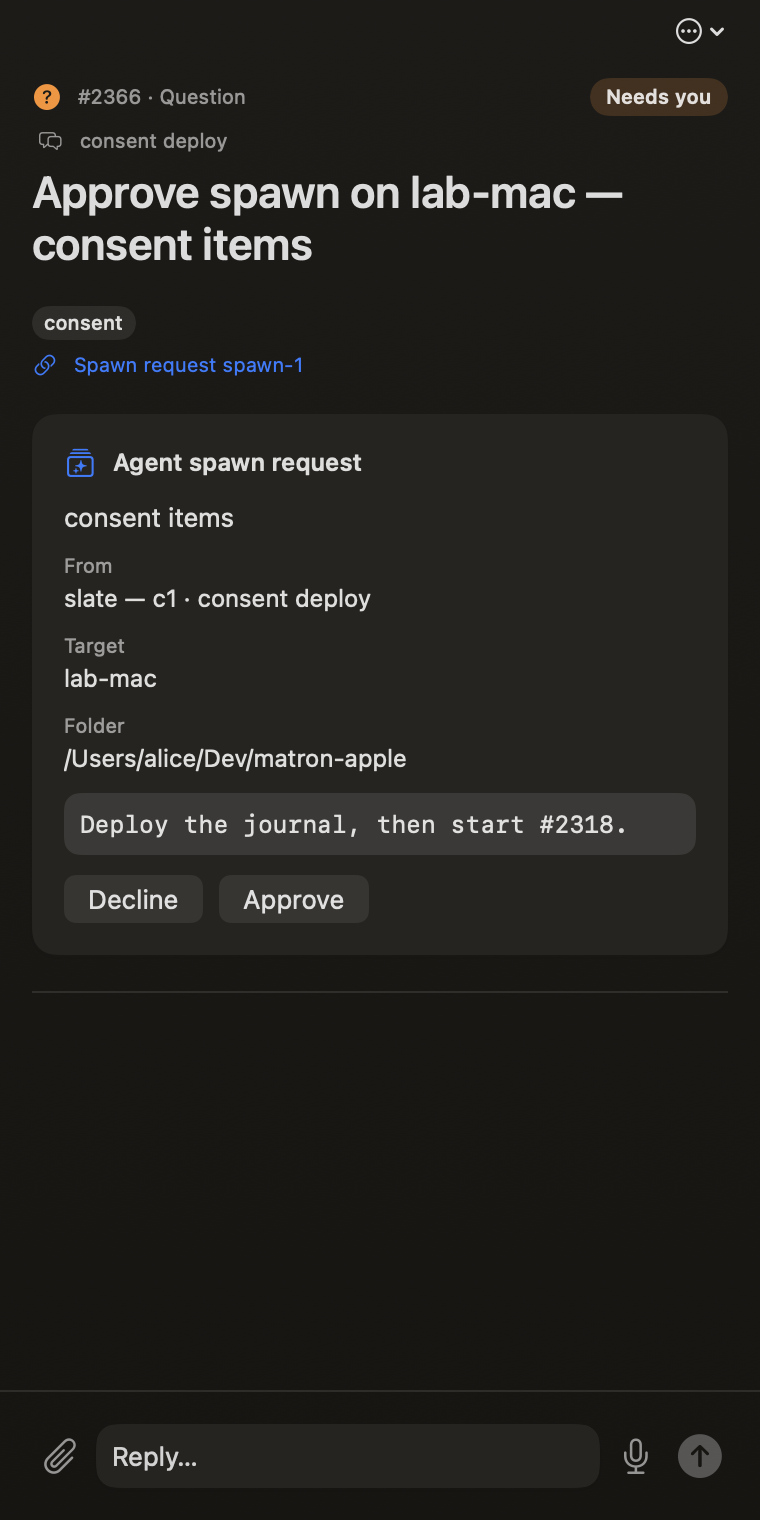 #2366 · Question
Needs you
consent deploy
Approve spawn on lab-mac —
consent items
consent
Spawn request spawn-1
Agent spawn request
consent items
From
slate — c1 · consent deploy
Target
lab-mac
Folder
/Users/alice/Dev/matron-apple
Deploy the journal, then start #2318.
Decline
Approve
Reply...